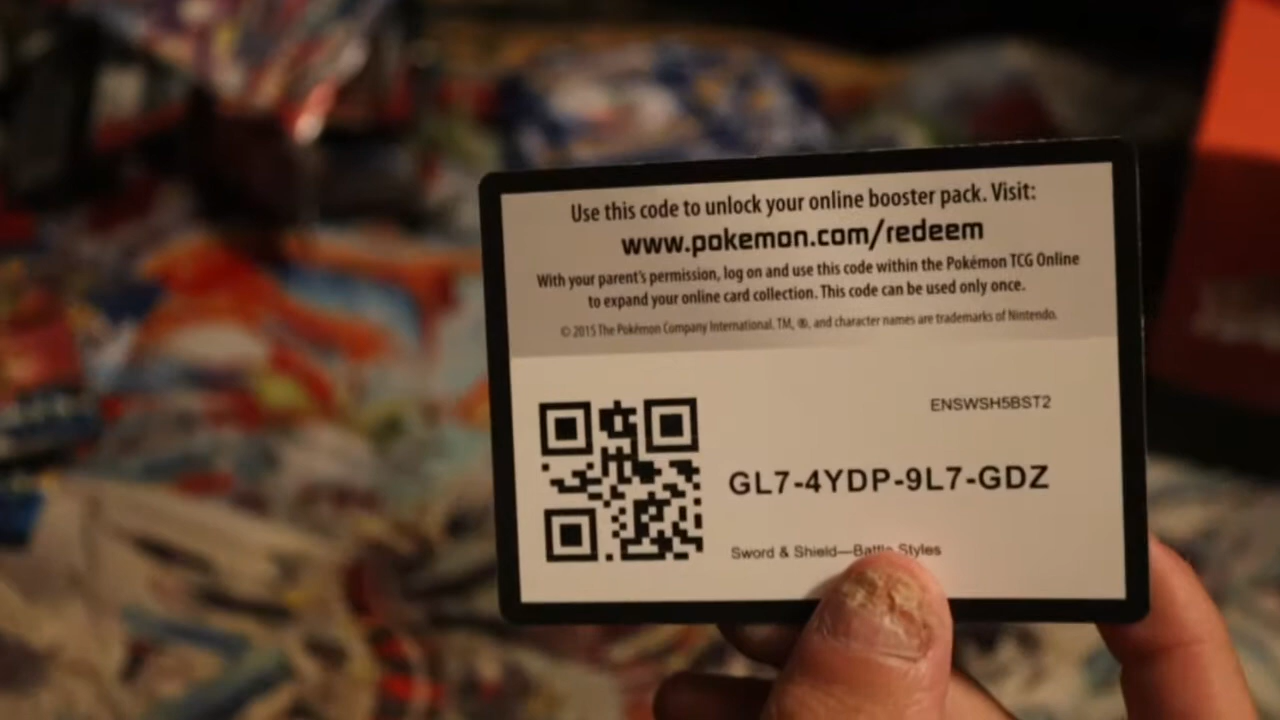 Use this code to unlock your online booster pack. Visit:
www.pokemon.com/redeem
With your parent's permission, log on and use this code within the Pokémon TCG Online
to expand your online card collection. This code can be used only once.
© 2015 The Pokémon Company International. TM, ®, and character names are trademarks of Nintendo.
ENSWSH5BST2
GL7-4YDP-9L7-GDZ
Sword & Shield—Battle Styles